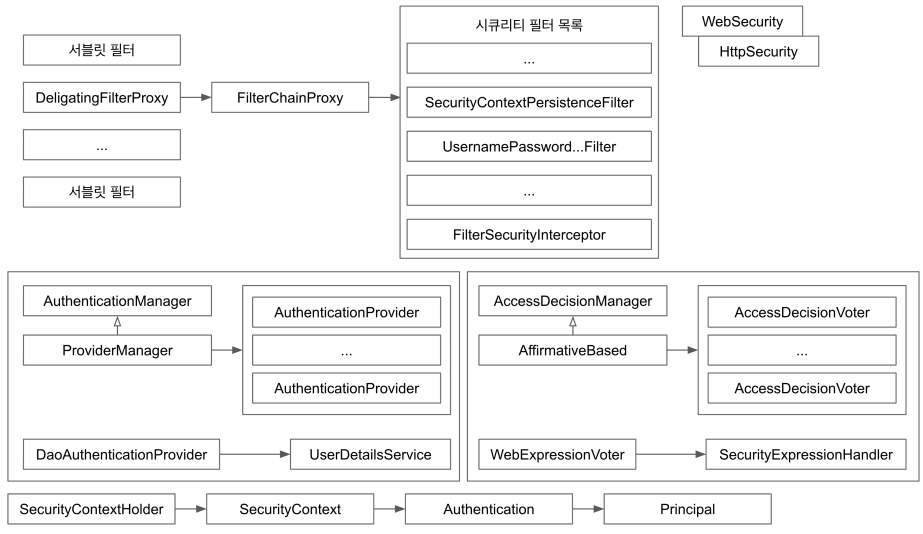 서블릿 필터
DeligatingFilterProxy
...
서블릿 필터
FilterChainProxy
시큐리티 필터 목록
...
SecurityContextPersistenceFilter
UsernamePassword...Filter
...
FilterSecurityInterceptor
WebSecurity
HttpSecurity
AuthenticationManager
ProviderManager
AuthenticationProvider
...
AuthenticationProvider
DaoAuthenticationProvider
UserDetailsService
AccessDecisionManager
AffirmativeBased
AccessDecisionVoter
...
AccessDecisionVoter
WebExpressionVoter
SecurityExpressionHandler
SecurityContextHolder
SecurityContext
Authentication
Principal